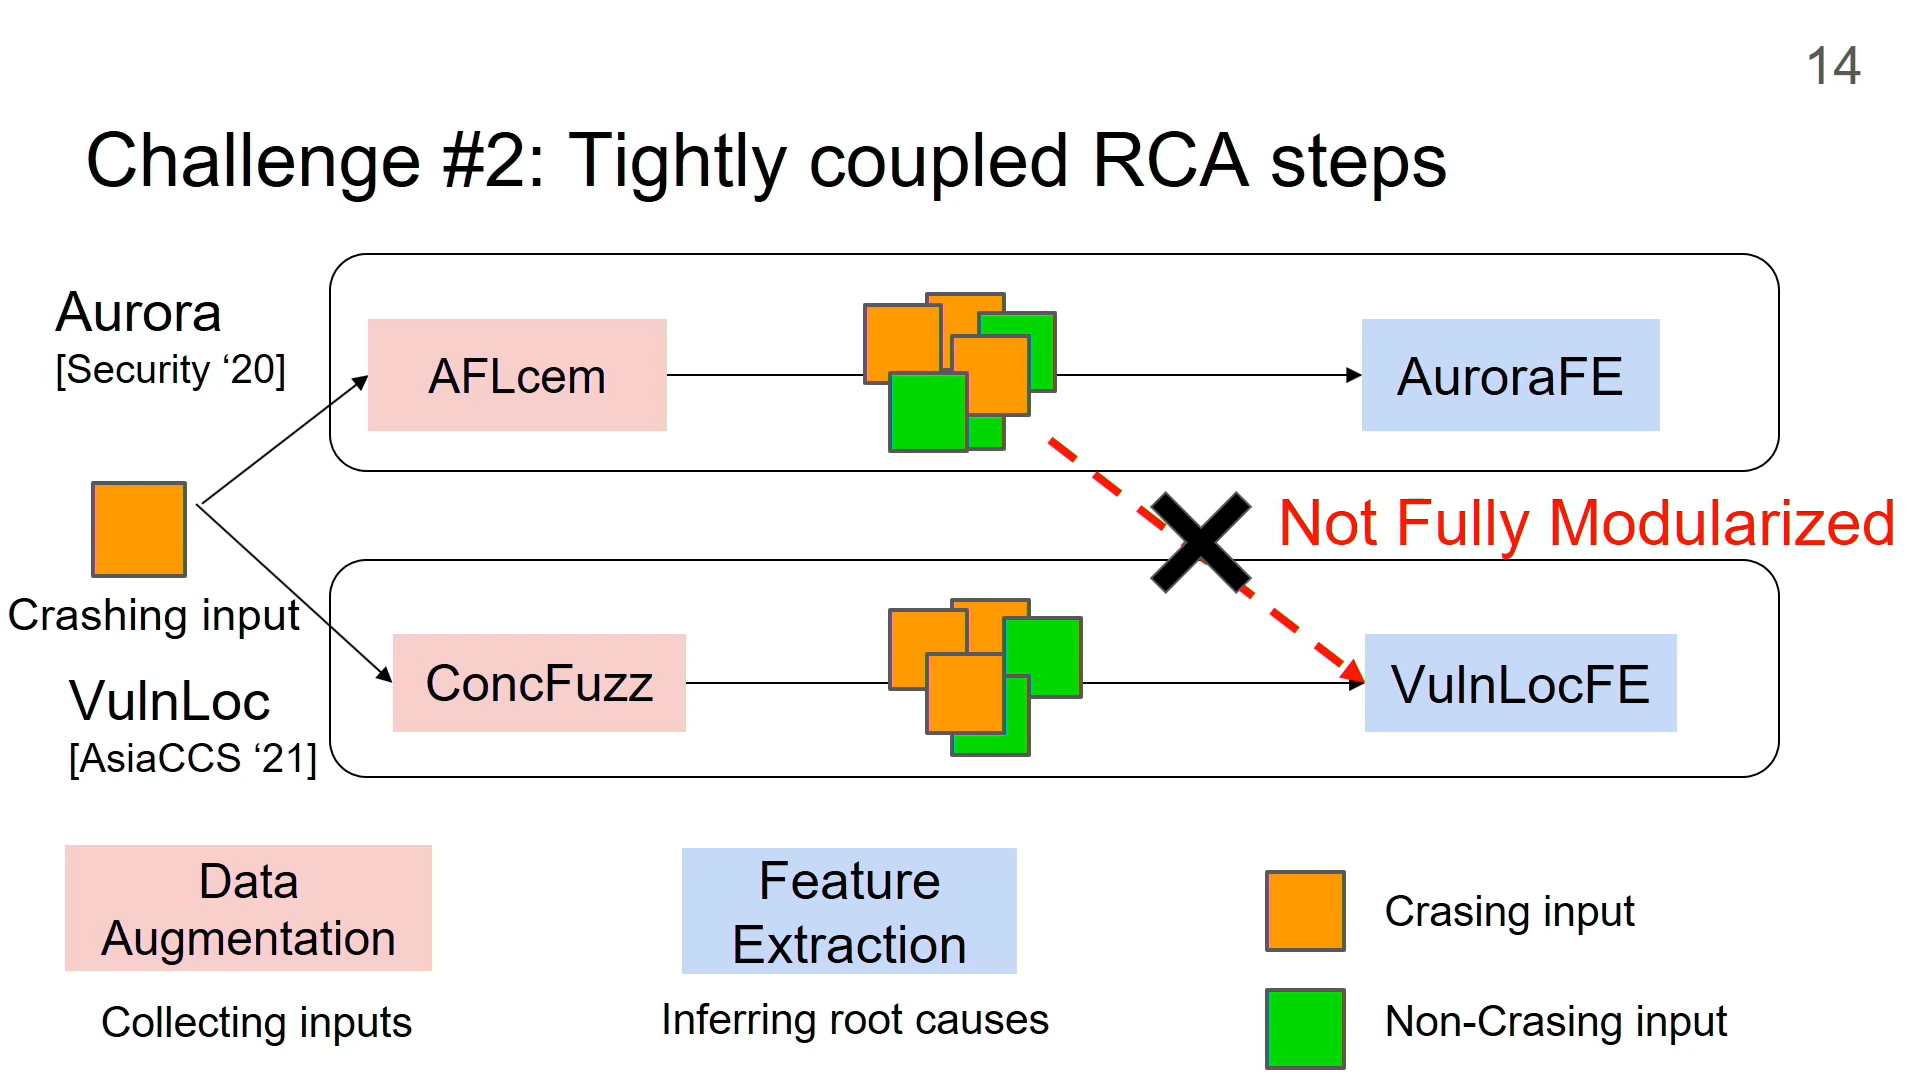 14
Challenge #2: Tightly coupled RCA steps
Aurora
[Security ‘20]
AFLcem
AuroraFE
Not Fully Modularized
Crashing input
VulnLoc
[AsiaCCS ‘21]
ConcFuzz
VulnLocFE
Data
Augmentation
Collecting inputs
Feature
Extraction
Inferring root causes
Crasing input
Non-Crasing input